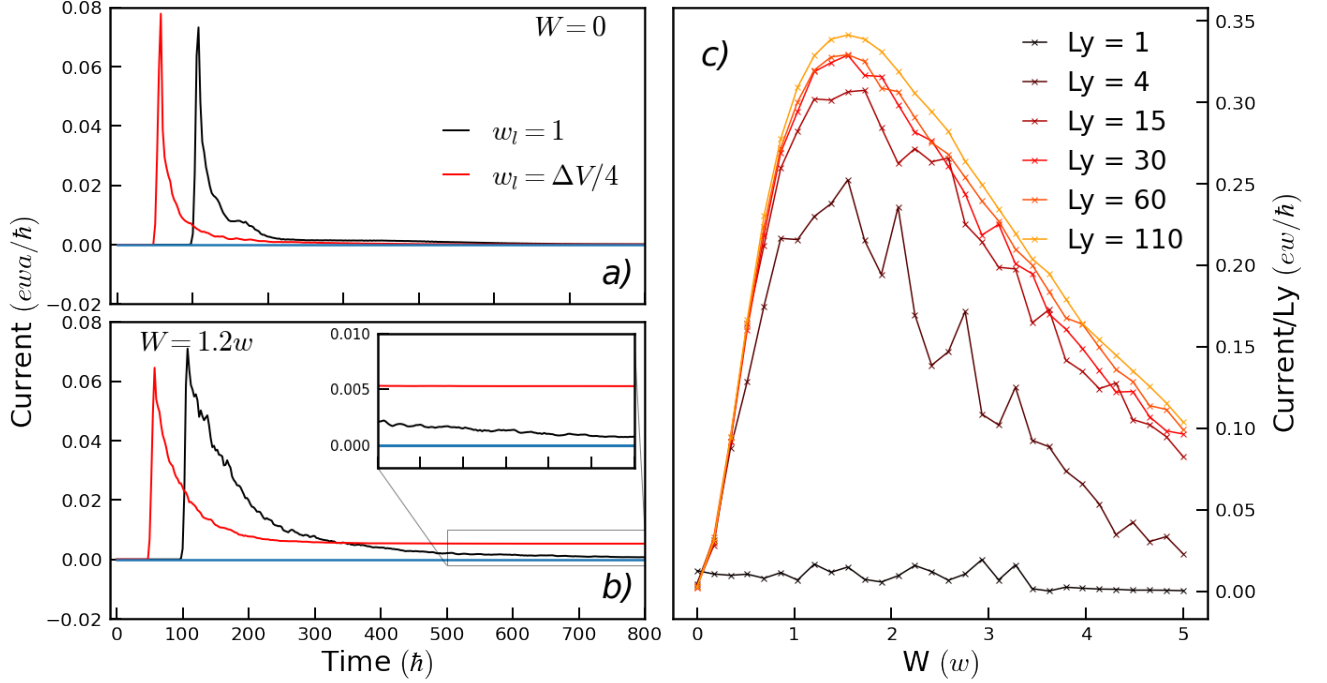 0.08
0.06
0.04
0.02
0.00
−0.02
W = 0
w_l = 1
w_l = ΔV/4
a)
0.08
0.06
0.04
0.02
0.00
−0.02
W = 1.2w
0.010
0.005
0.000
b)
0 100 200 300 400 500 600 700 800
Time (ħ)
Current (ewa/ħ)
c)
Ly = 1
Ly = 4
Ly = 15
Ly = 30
Ly = 60
Ly = 110
0.35
0.30
0.25
0.20
0.15
0.10
0.05
0.00
0 1 2 3 4 5
W (w)
Current/Ly (ew/ħ)